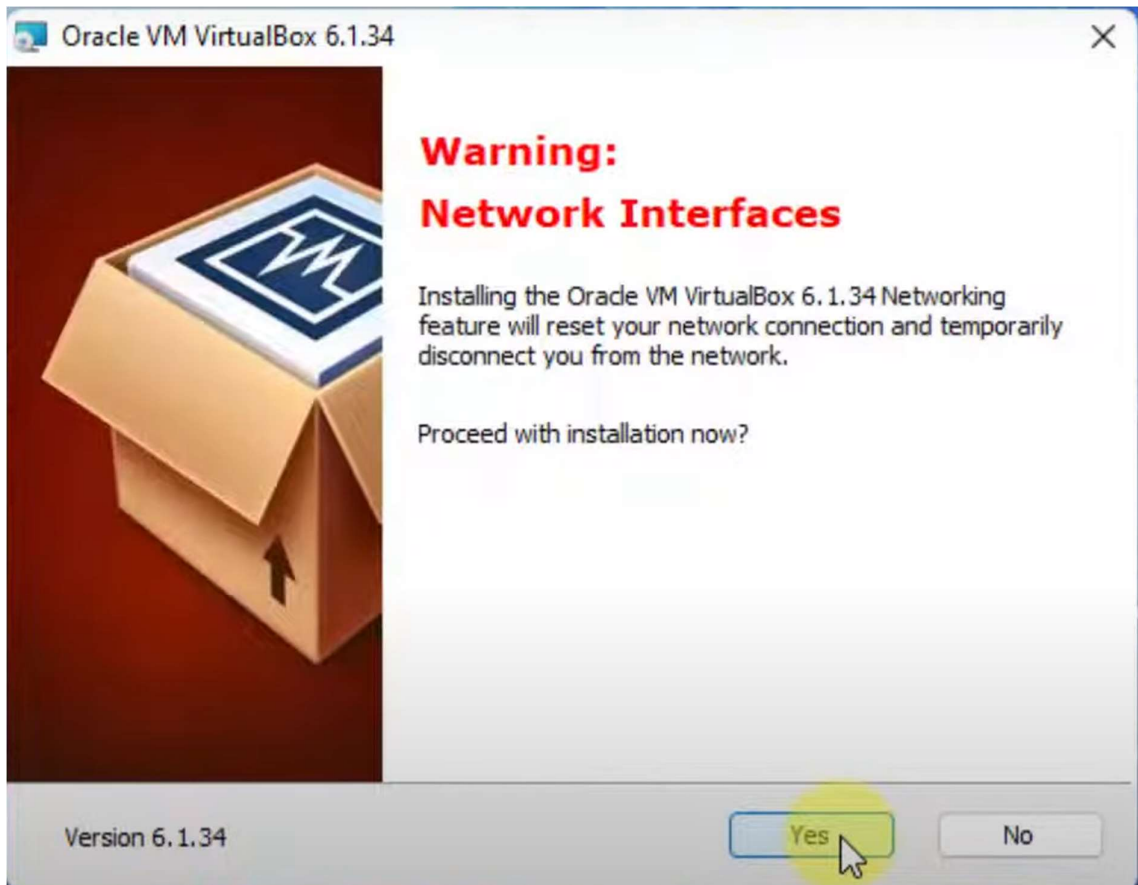 Oracle VM VirtualBox 6.1.34
Warning:
Network Interfaces
Installing the Oracle VM VirtualBox 6.1.34 Networking
feature will reset your network connection and temporarily
disconnect you from the network.
Proceed with installation now?
Version 6.1.34
Yes
No